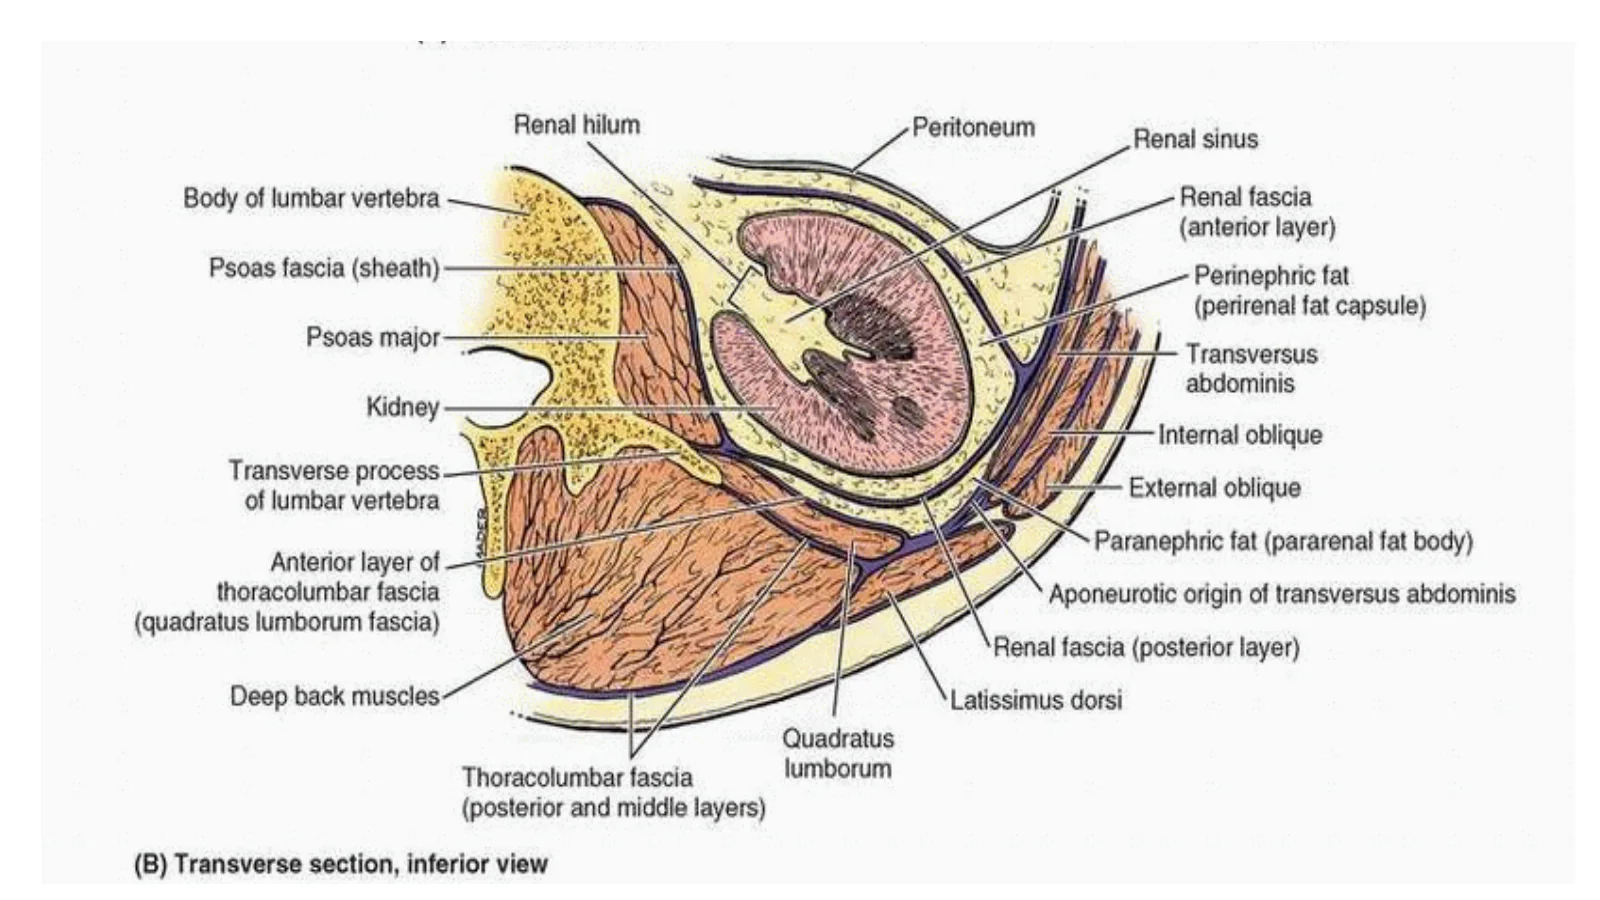 Renal hilum
Peritoneum
Renal sinus
Body of lumbar vertebra
Renal fascia
(anterior layer)
Psoas fascia (sheath)
Perinephric fat
(perirenal fat capsule)
Psoas major
Transversus
abdominis
Kidney
Internal oblique
Transverse process
of lumbar vertebra
External oblique
Paranephric fat (pararenal fat body)
Anterior layer of
thoracolumbar fascia
(quadratus lumborum fascia)
Aponeurotic origin of transversus abdominis
Renal fascia (posterior layer)
Deep back muscles
Latissimus dorsi
Quadratus
lumborum
Thoracolumbar fascia
(posterior and middle layers)
(B) Transverse section, inferior view